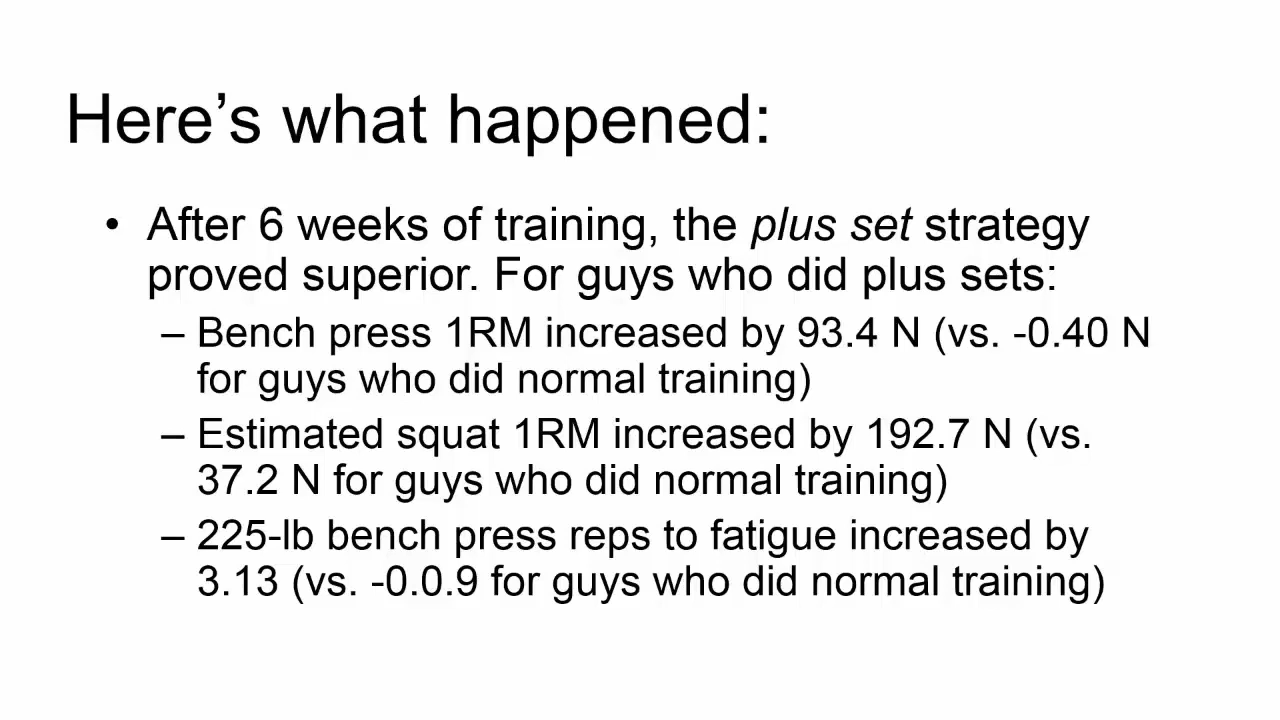 Here’s what happened:
• After 6 weeks of training, the plus set strategy
proved superior. For guys who did plus sets:
– Bench press 1RM increased by 93.4 N (vs. -0.40 N
for guys who did normal training)
– Estimated squat 1RM increased by 192.7 N (vs.
37.2 N for guys who did normal training)
– 225-lb bench press reps to fatigue increased by
3.13 (vs. -0.0.9 for guys who did normal training)